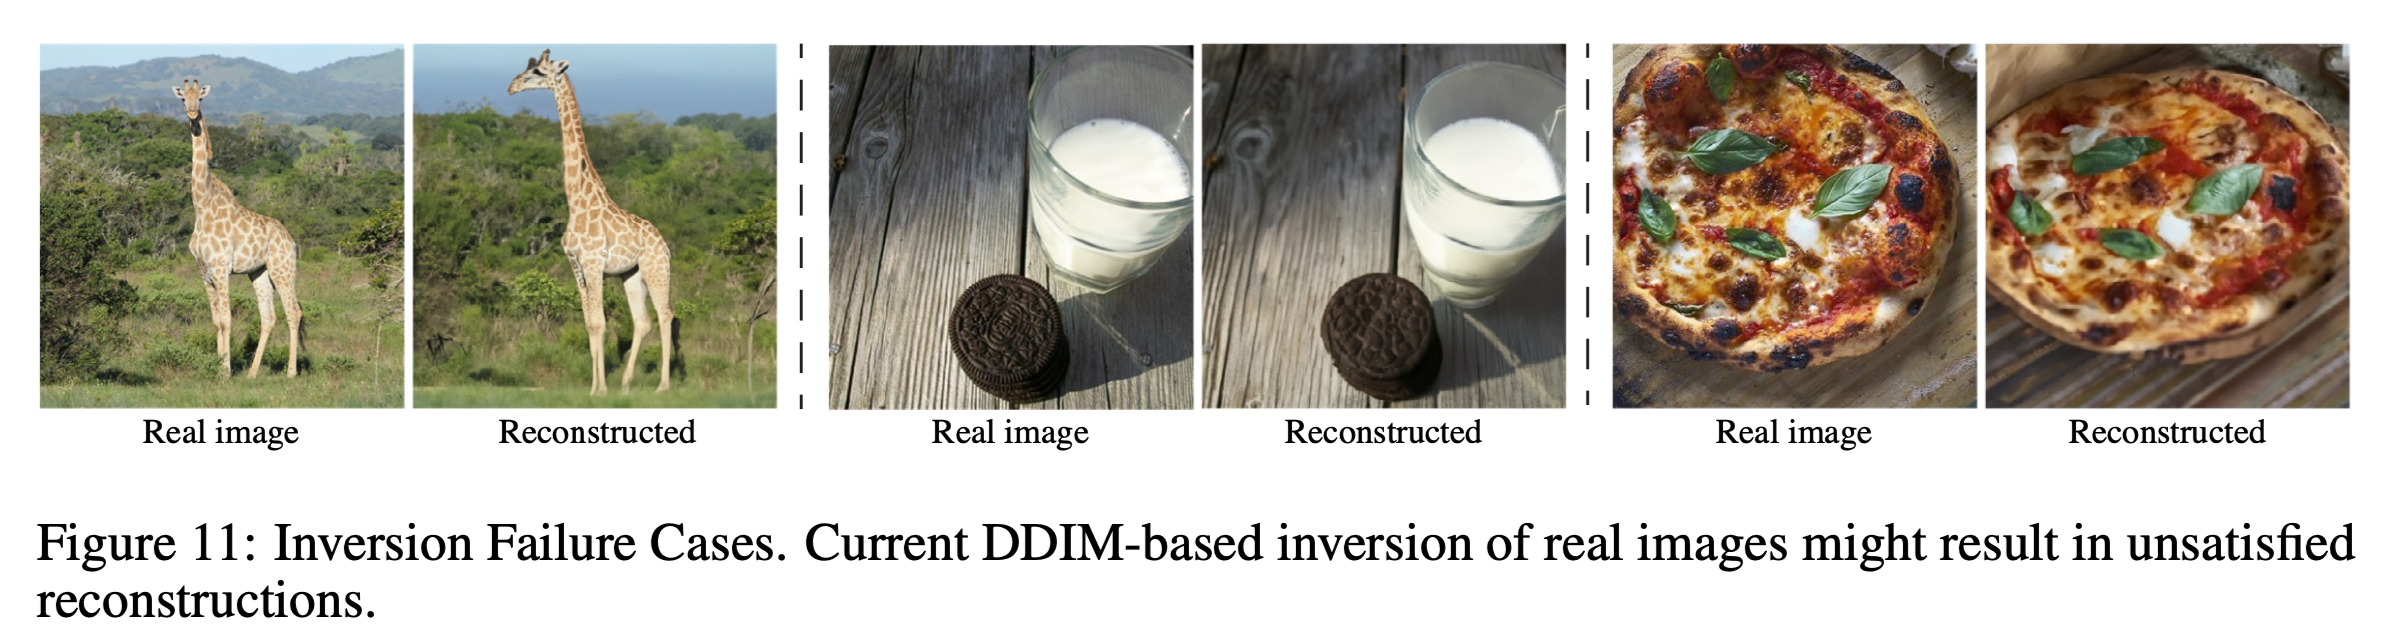 Real image Reconstructed Real image Reconstructed Real image Reconstructed
Figure 11: Inversion Failure Cases. Current DDIM-based inversion of real images might result in unsatisfied
reconstructions.